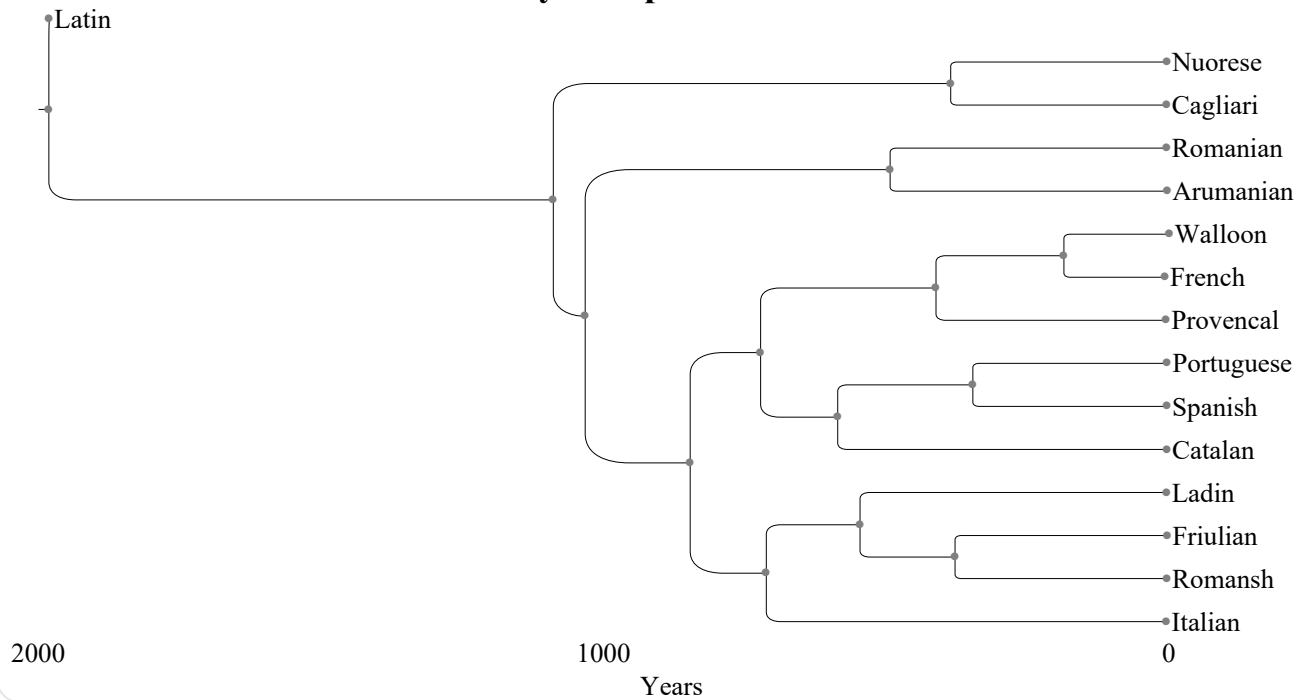 Latin
Nuorese
Cagliari
Romanian
Arumanian
Walloon
French
Provencal
Portuguese
Spanish
Catalan
Ladin
Friulian
Romansh
Italian
2000 1000 0
Years